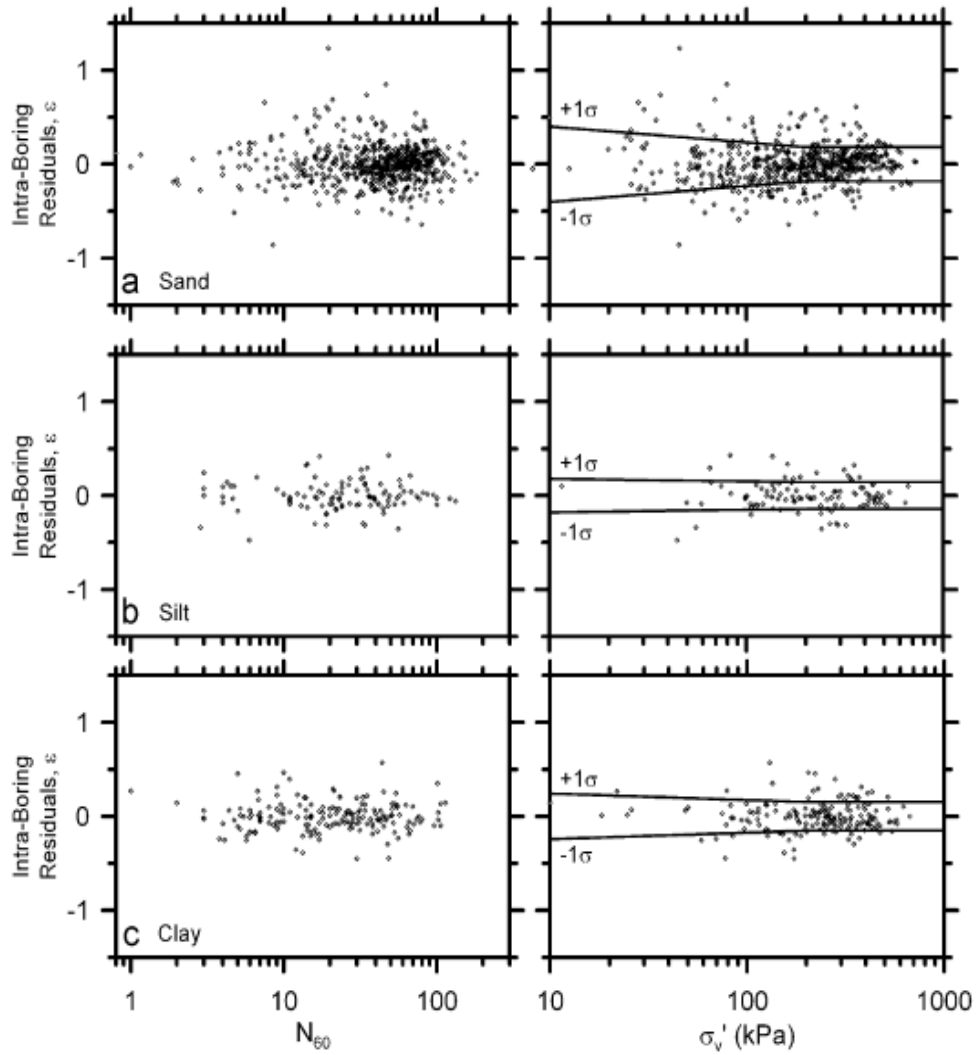 Intra-Boring
Residuals, ε
1
0
-1
a Sand
+1σ
-1σ
Intra-Boring
Residuals, ε
1
0
-1
b Silt
+1σ
-1σ
Intra-Boring
Residuals, ε
1
0
-1
c Clay
+1σ
-1σ
1 10 100
10 100 1000
N₆₀
σᵥ' (kPa)